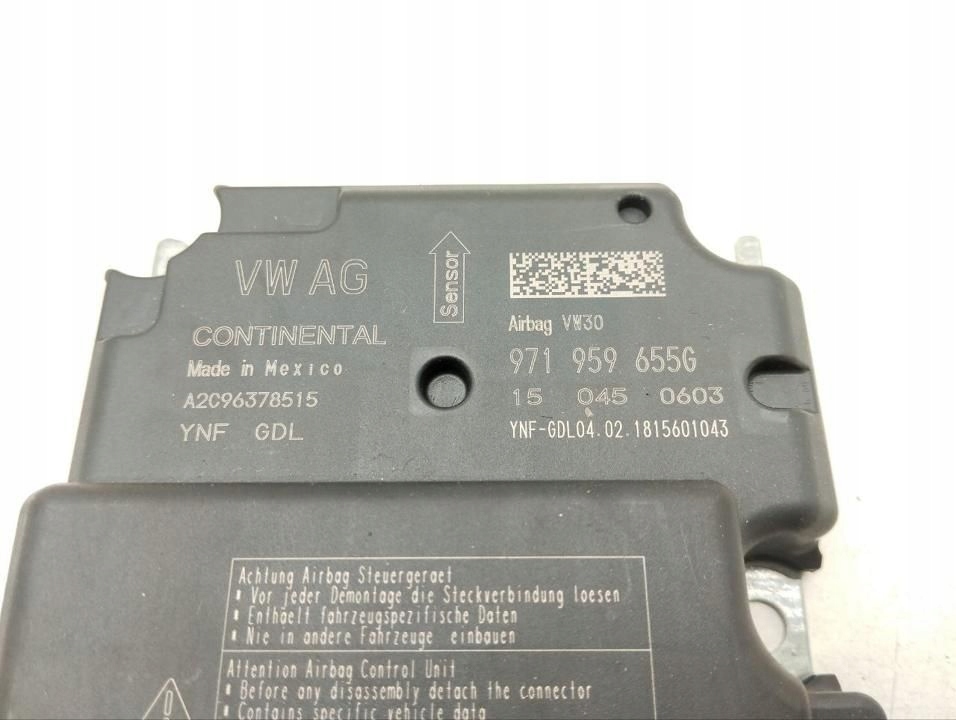 VW AG
Sensor
CONTINENTAL
Made in Mexico
A2C96378515
YNF GDL
Airbag VW30
971 959 655G
15 045 0603
YNF-GDL04.02.1815601043
Achtung Airbag Steuergeraet
▪ Vor jeder Demontage die Steckverbindung loesen
▪ Enthäelt fahrzeugspezifische Daten
▪ Nie in andere Fahrzeuge einbauen
Attention Airbag Control Unit
▪ Before any disassembly detach the connector
▪ Contains specific vehicle data